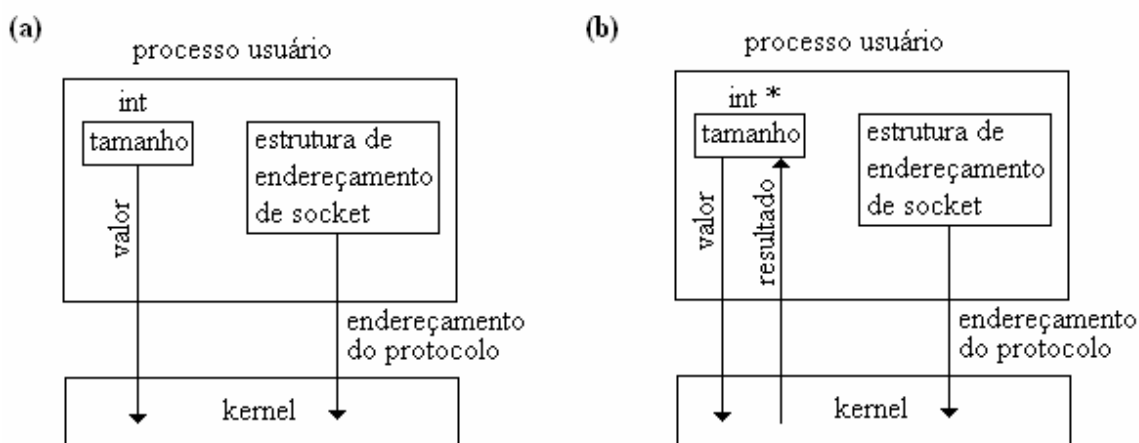 (a)
processo usuário
int
tamanho
estrutura de
endereçamento
de socket
valor
endereçamento
do protocolo
kernel
(b)
processo usuário
int *
tamanho
estrutura de
endereçamento
de socket
valor
resultado
endereçamento
do protocolo
kernel